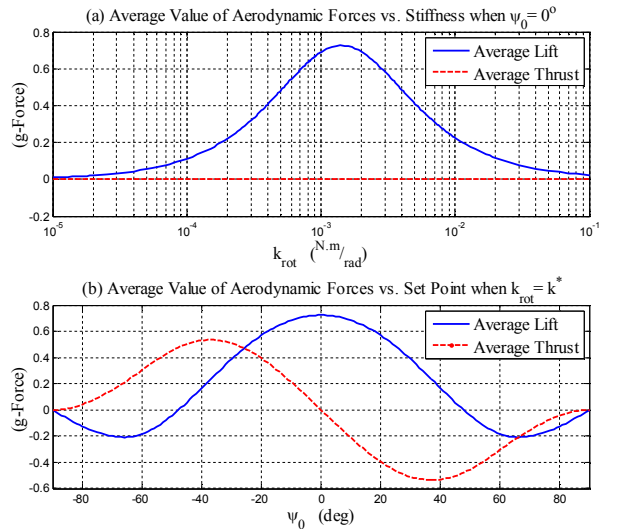 (a) Average Value of Aerodynamic Forces vs. Stiffness when ψ₀= 0°
0.8
0.6
0.4
0.2
0
-0.2
(g-Force)
Average Lift
Average Thrust
10⁻⁵
10⁻⁴
10⁻³
10⁻²
10⁻¹
k_rot (N.m/rad)
(b) Average Value of Aerodynamic Forces vs. Set Point when k_rot= k*
0.8
0.6
0.4
0.2
0
-0.2
-0.4
-0.6
(g-Force)
Average Lift
Average Thrust
-80
-60
-40
-20
0
20
40
60
80
ψ₀ (deg)